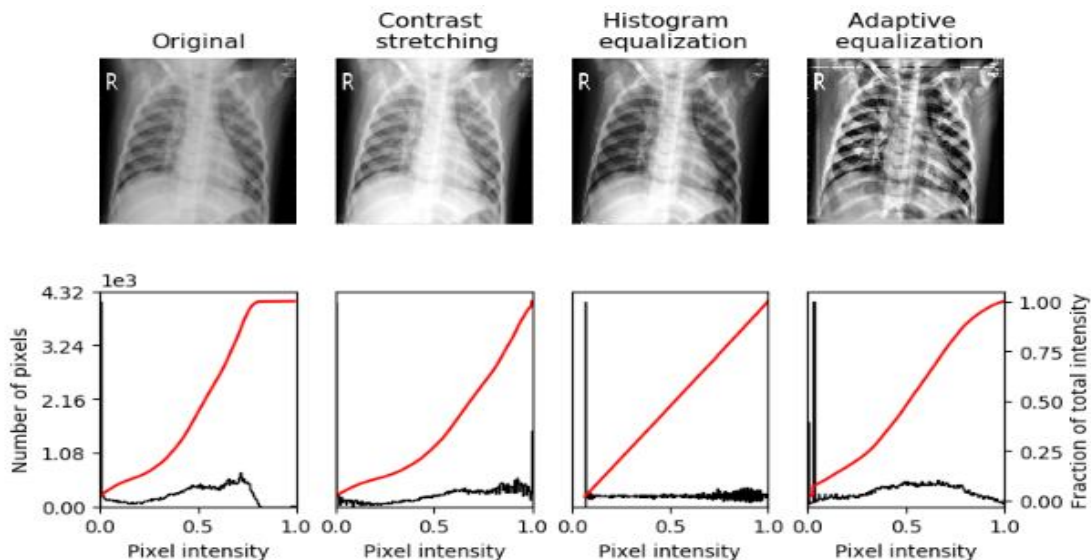 Original
Contrast
stretching
Histogram
equalization
Adaptive
equalization
R
R
R
R
1e3
4.32
3.24
2.16
1.08
0.00
Number of pixels
0.0 0.5 1.0
Pixel intensity
0.0 0.5 1.0
Pixel intensity
0.0 0.5 1.0
Pixel intensity
0.0 0.5 1.0
Pixel intensity
1.00
0.75
0.50
0.25
0.00
Fraction of total intensity